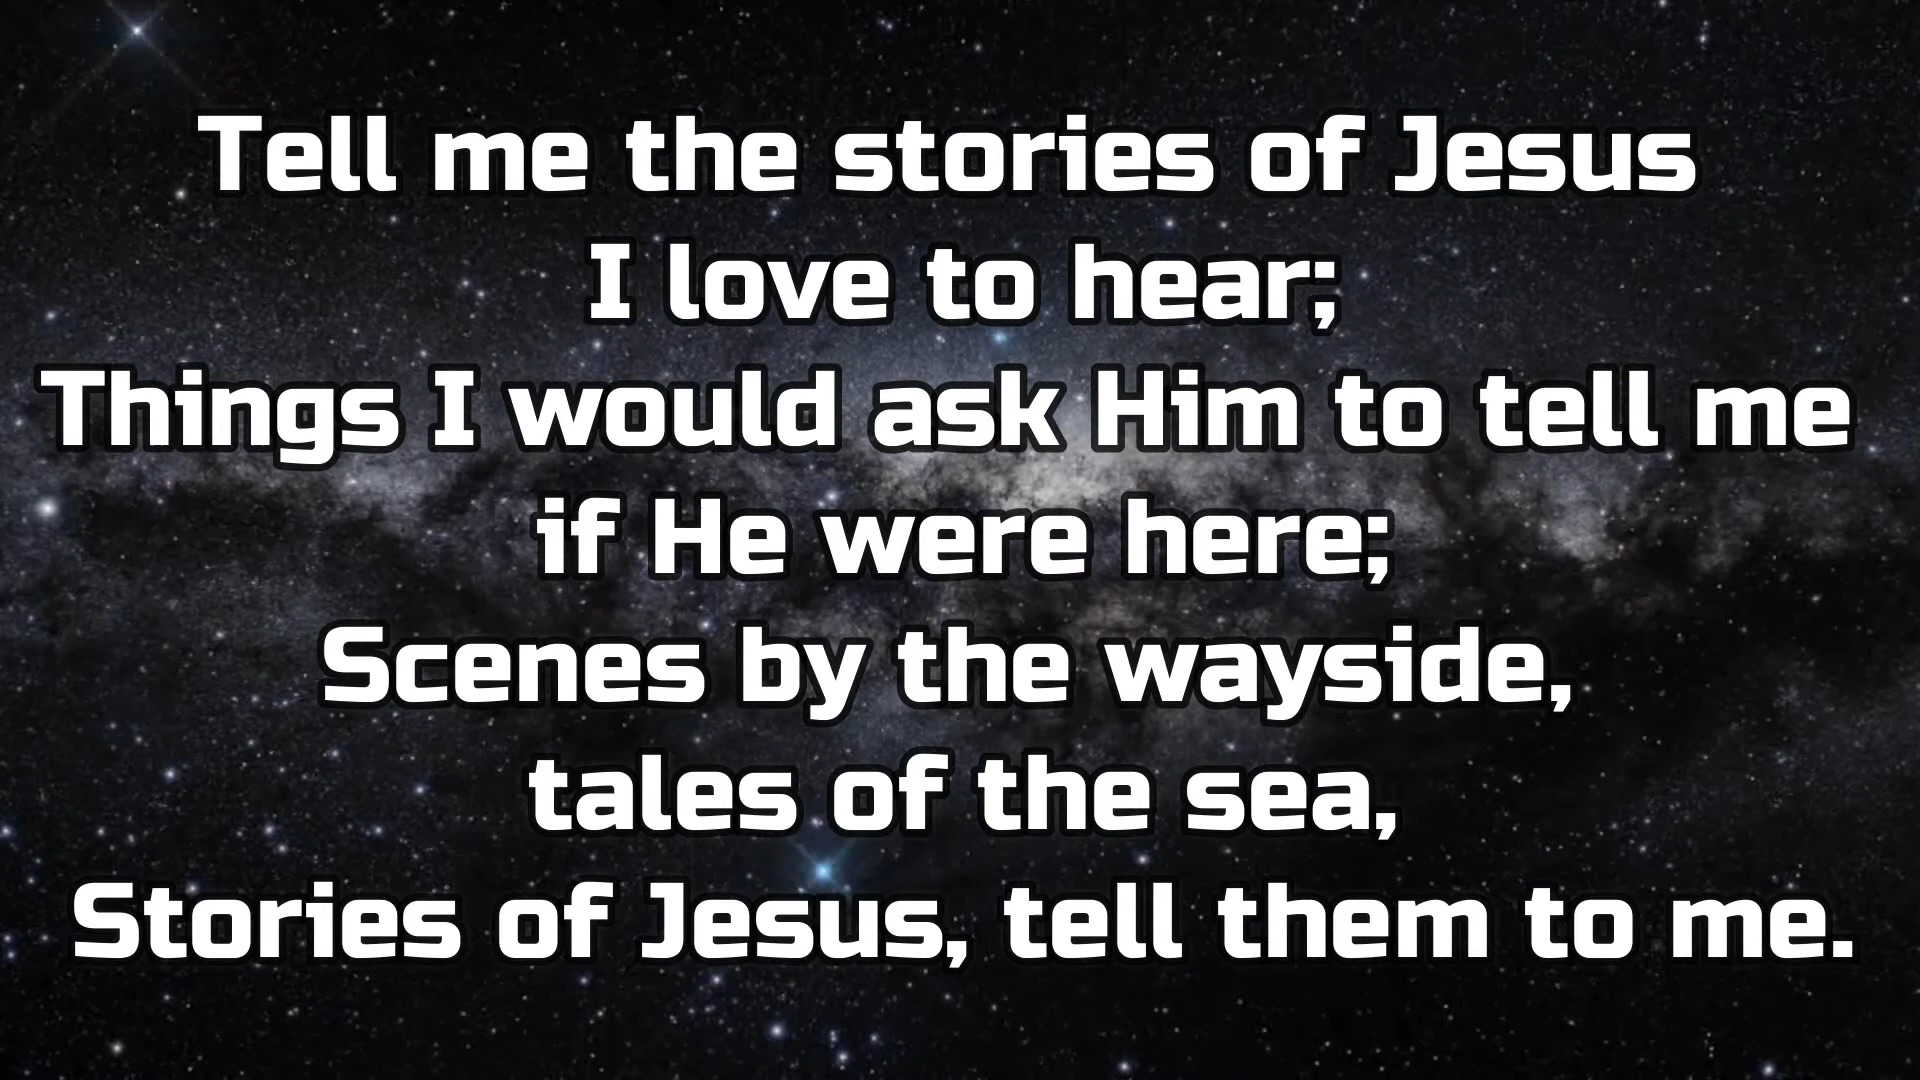 Tell me the stories of Jesus
I love to hear;
Things I would ask Him to tell me
if He were here;
Scenes by the wayside,
tales of the sea,
Stories of Jesus, tell them to me.